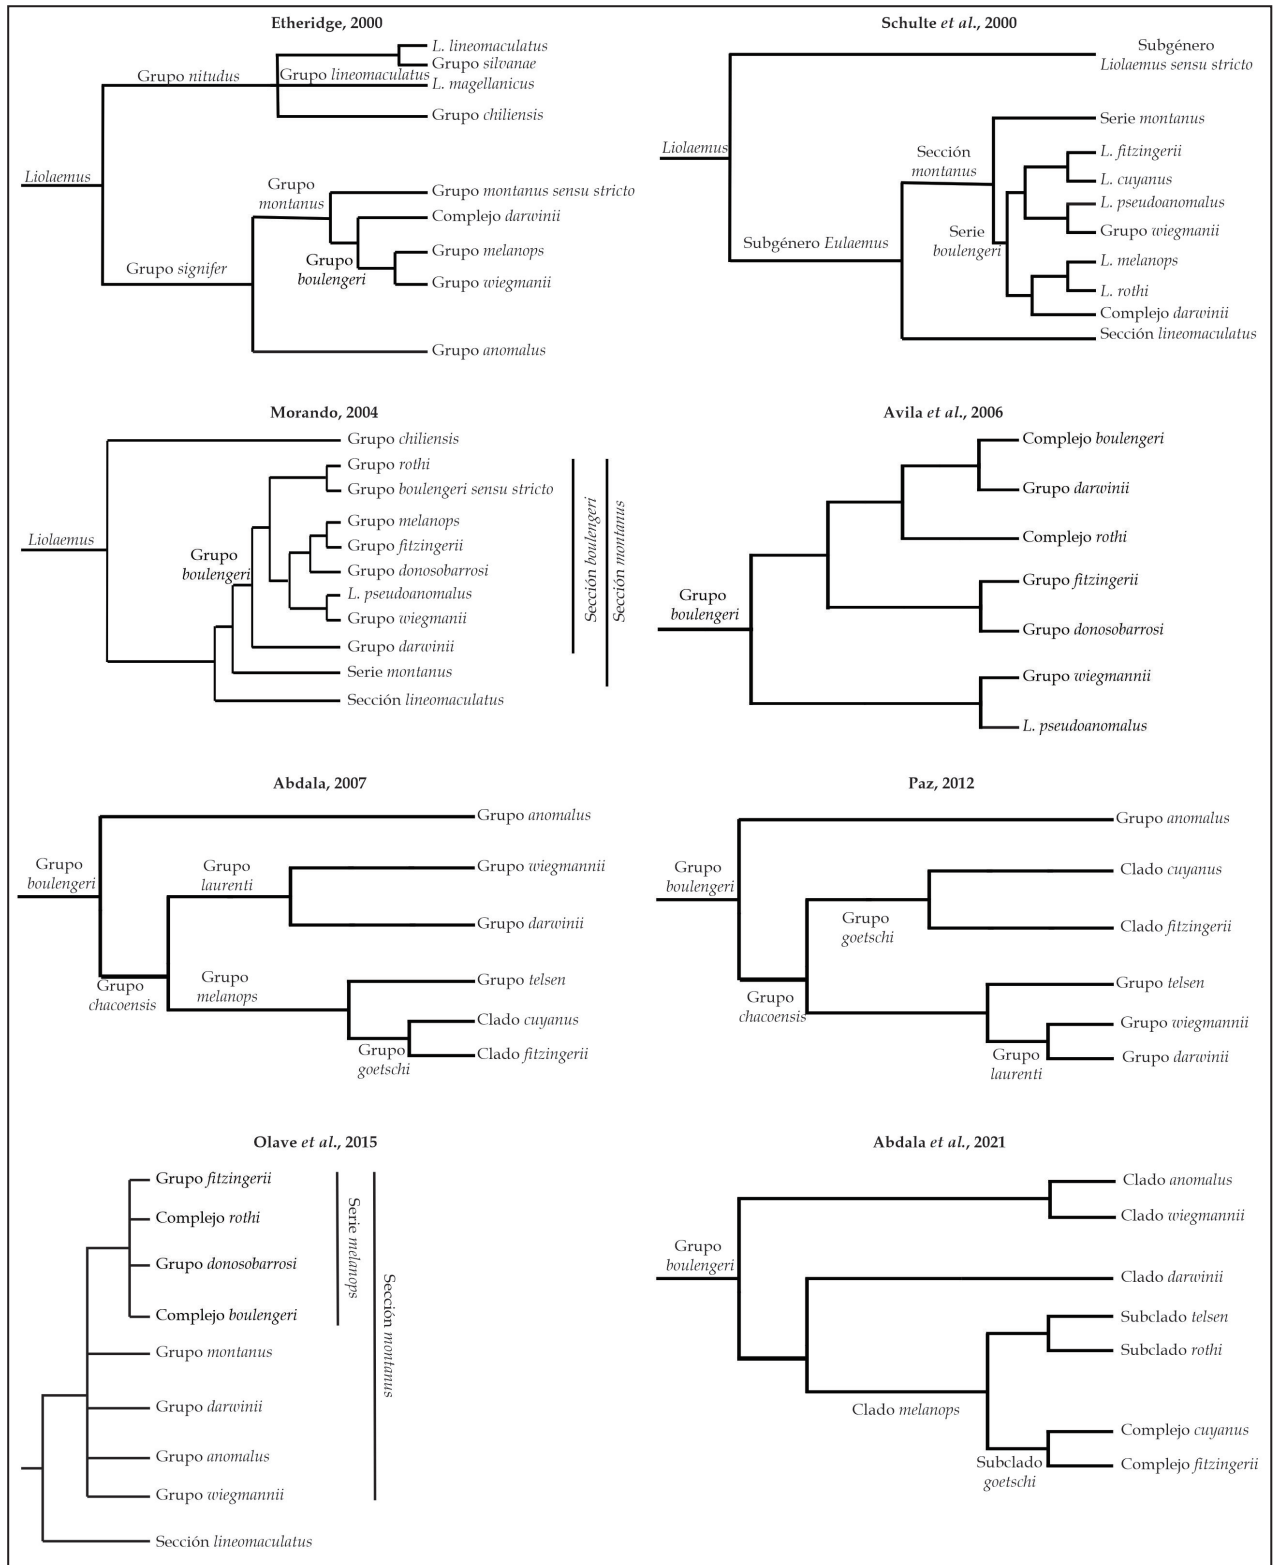 Etheridge, 2000
L. lineomaculatus
Grupo silvanae
Grupo nitudus
Grupo lineomaculatus
L. magellanicus
Grupo chiliensis
Liolaemus
Grupo
montanus
Grupo montanus sensu stricto
Complejo darwinii
Grupo melanops
Grupo
boulengeri
Grupo signifer
Grupo wiegmanii
Grupo anomalus
Schulte et al., 2000
Subgénero
Liolaemus sensu stricto
Serie montanus
Liolaemus
Sección
montanus
L. fitzingerii
L. cuyanus
L. pseudoanomalus
Grupo wiegmanii
Serie
boulengeri
Subgénero Eulaemus
L. melanops
L. rothi
Complejo darwinii
Sección lineomaculatus
Morando, 2004
Grupo chiliensis
Grupo rothi
Grupo boulengeri sensu stricto
Grupo melanops
Liolaemus
Grupo fitzingerii
Grupo
boulengeri
Grupo donosobarrosi
L. pseudoanomalus
Grupo wiegmanii
Grupo darwinii
Serie montanus
Sección lineomaculatus
Sección boulengeri
Sección montanus
Avila et al., 2006
Complejo boulengeri
Grupo darwinii
Complejo rothi
Grupo fitzingerii
Grupo
boulengeri
Grupo donosobarrosi
Grupo wiegmannii
L. pseudoanomalus
Abdala, 2007
Grupo anomalus
Grupo
boulengeri
Grupo
laurenti
Grupo wiegmannii
Grupo darwinii
Grupo
chacoensis
Grupo
melanops
Grupo telsen
Clado cuyanus
Grupo
goetschi
Clado fitzingerii
Paz, 2012
Grupo anomalus
Grupo
boulengeri
Clado cuyanus
Grupo
goetschi
Clado fitzingerii
Grupo
chacoensis
Grupo telsen
Grupo wiegmannii
Grupo
laurenti
Grupo darwinii
Olave et al., 2015
Grupo fitzingerii
Complejo rothi
Grupo donosobarrosi
Complejo boulengeri
Grupo montanus
Grupo darwinii
Grupo anomalus
Grupo wiegmannii
Sección lineomaculatus
Serie melanops
Sección montanus
Abdala et al., 2021
Clado anomalus
Clado wiegmannii
Grupo
boulengeri
Clado darwinii
Subclado telsen
Subclado rothi
Clado melanops
Complejo cuyanus
Subclado
goetschi
Complejo fitzingerii